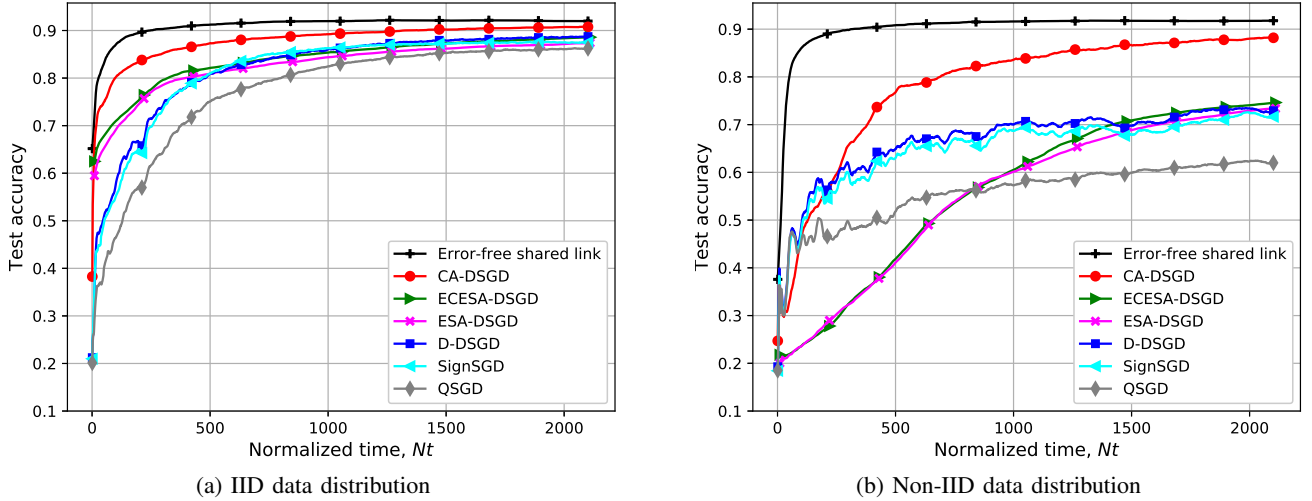 0.9
0.8
0.7
0.6
0.5
0.4
0.3
0.2
0.1
Test accuracy
0 500 1000 1500 2000
Normalized time, Nt
Error-free shared link
CA-DSGD
ECESA-DSGD
ESA-DSGD
D-DSGD
SignSGD
QSGD
(a) IID data distribution
0.9
0.8
0.7
0.6
0.5
0.4
0.3
0.2
0.1
Test accuracy
0 500 1000 1500 2000
Normalized time, Nt
Error-free shared link
CA-DSGD
ECESA-DSGD
ESA-DSGD
D-DSGD
SignSGD
QSGD
(b) Non-IID data distribution